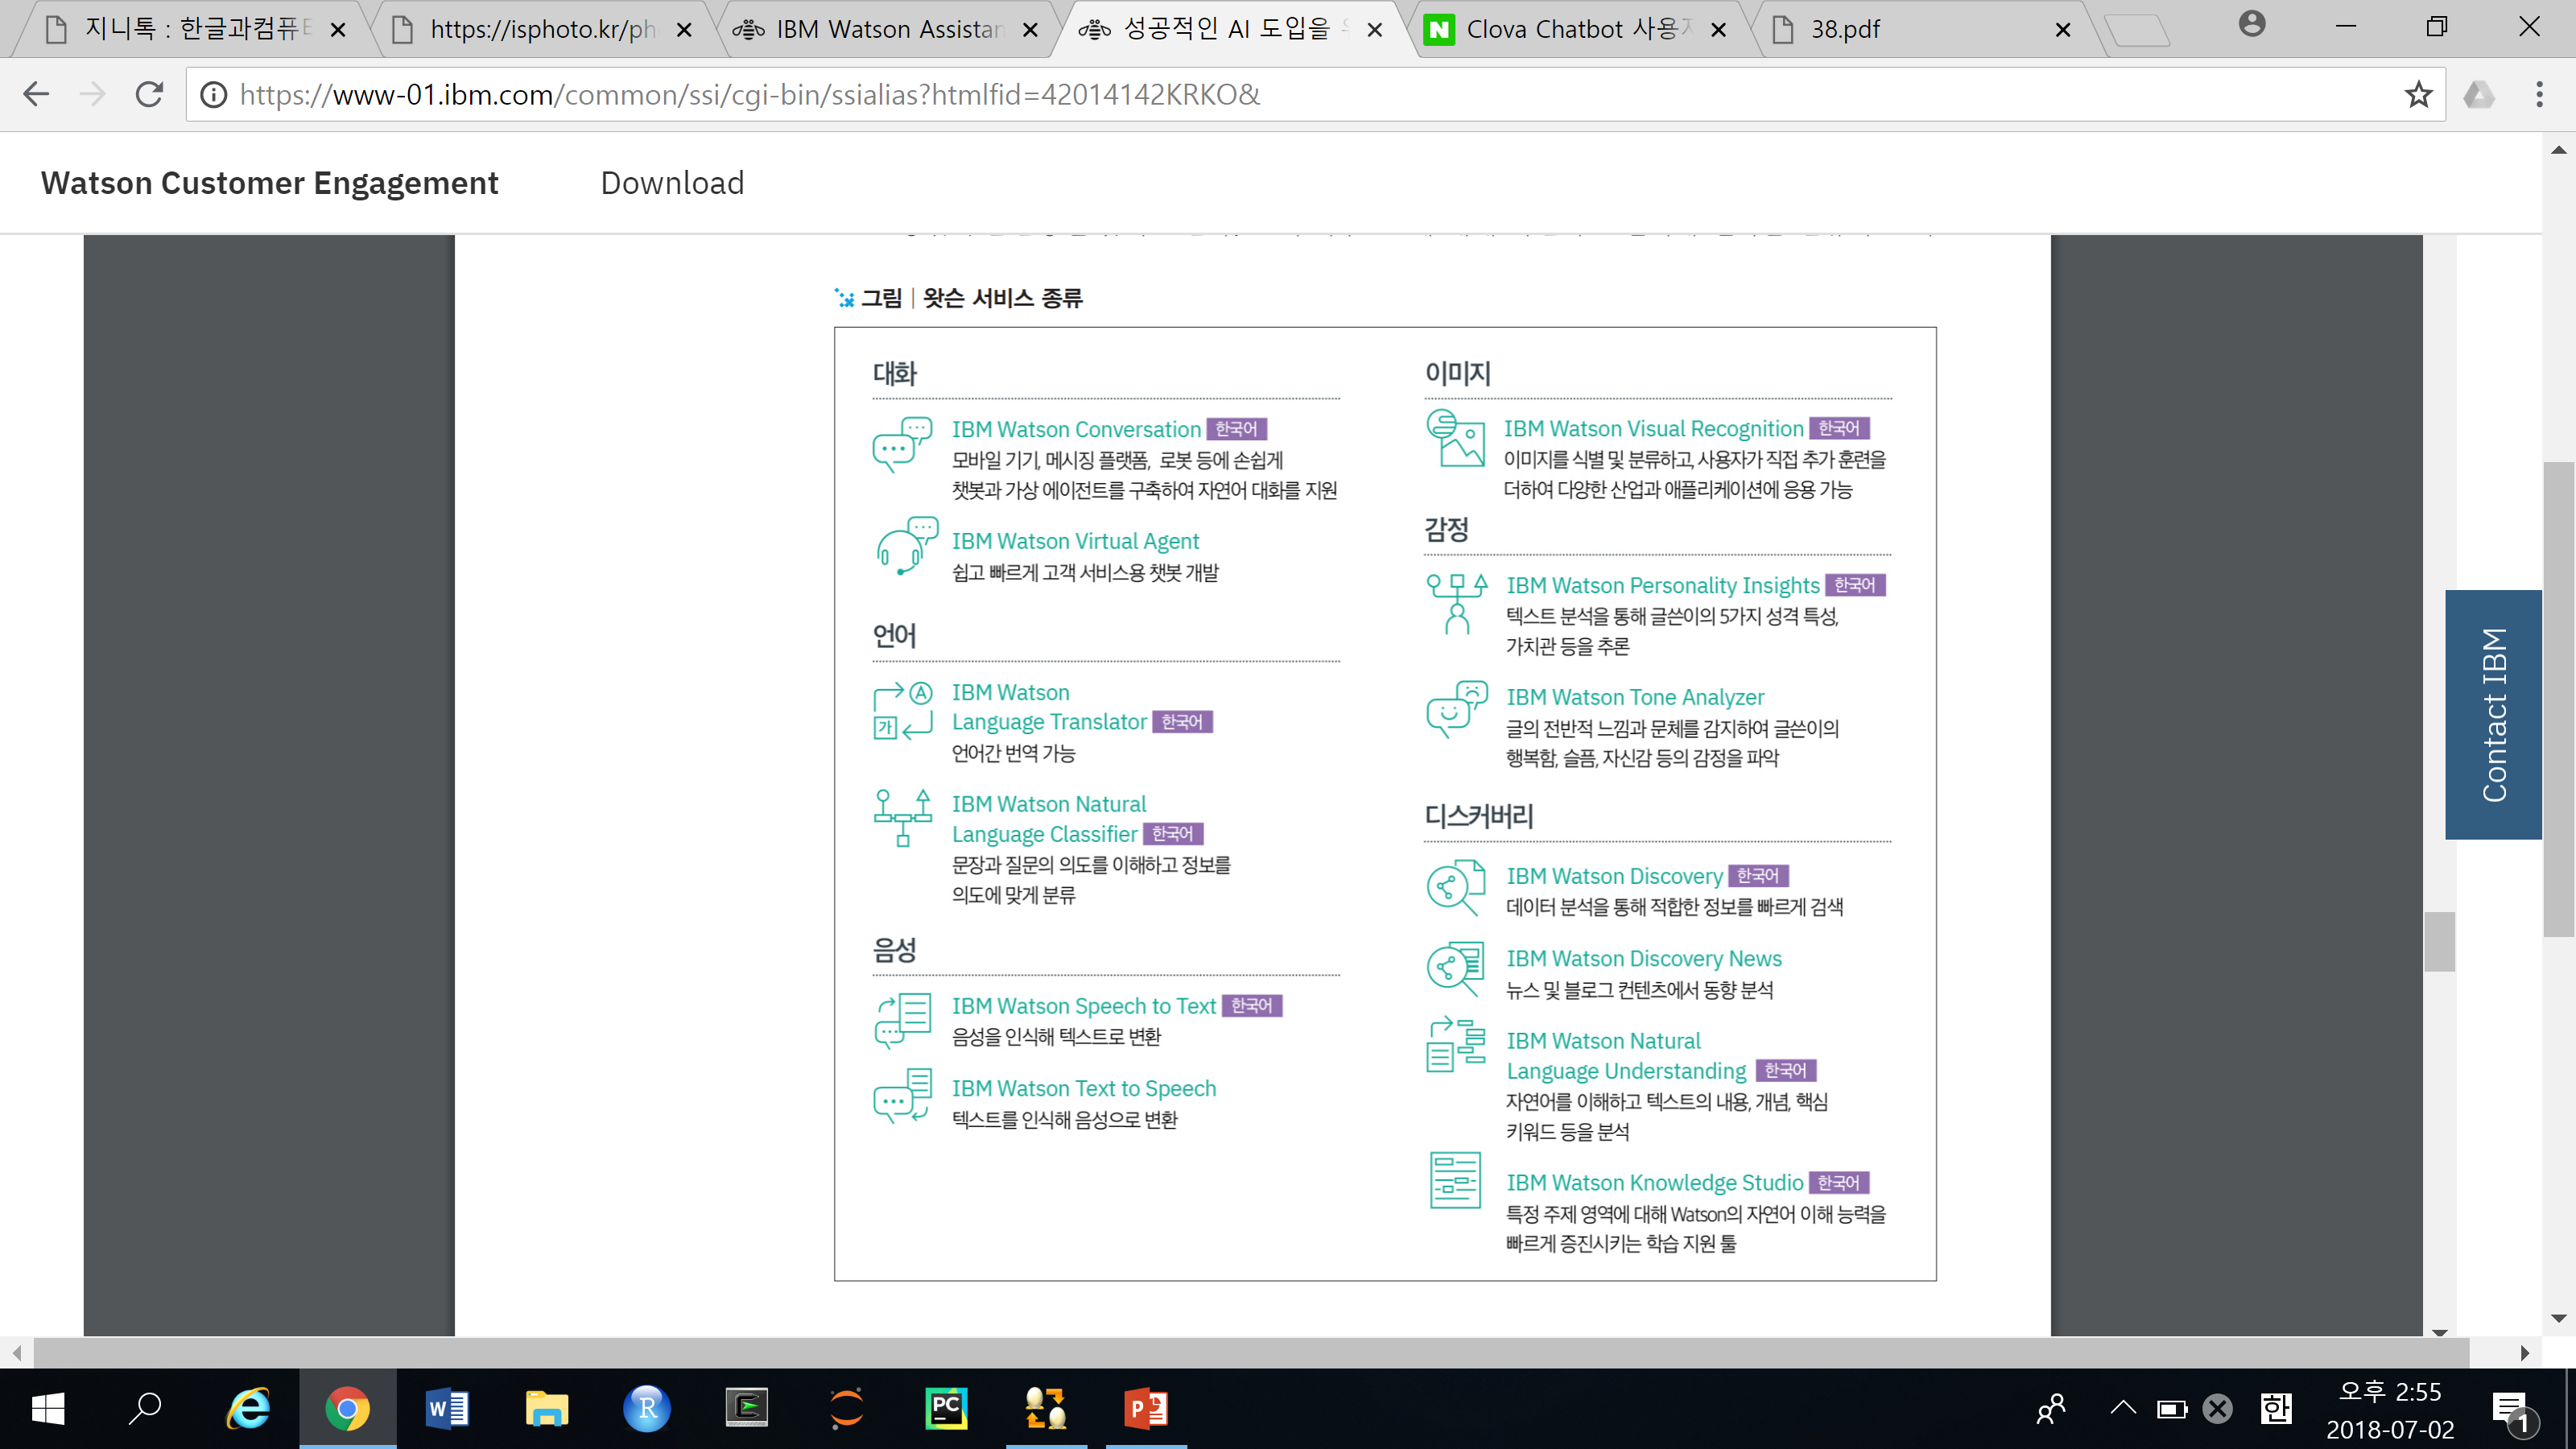 지니톡 : 한글과컴퓨터
https://isphoto.kr/ph
IBM Watson Assistan
성공적인 AI 도입을
Clova Chatbot 사용자
38.pdf
https://www-01.ibm.com/common/ssi/cgi-bin/ssialias?htmlfid=42014142KRKO&
Watson Customer Engagement
Download
그림 | 왓슨 서비스 종류
대화
IBM Watson Conversation 한국어
모바일 기기, 메시징 플랫폼, 로봇 등에 손쉽게
챗봇과 가상 에이전트를 구축하여 자연어 대화를 지원
IBM Watson Virtual Agent
쉽고 빠르게 고객 서비스용 챗봇 개발
언어
IBM Watson
Language Translator 한국어
언어간 번역 가능
IBM Watson Natural
Language Classifier 한국어
문장과 질문의 의도를 이해하고 정보를
의도에 맞게 분류
음성
IBM Watson Speech to Text 한국어
음성을 인식해 텍스트로 변환
IBM Watson Text to Speech
텍스트를 인식해 음성으로 변환
이미지
IBM Watson Visual Recognition 한국어
이미지를 식별 및 분류하고, 사용자가 직접 추가 훈련을
더하여 다양한 산업과 애플리케이션에 응용 가능
감정
IBM Watson Personality Insights 한국어
텍스트 분석을 통해 글쓴이의 5가지 성격 특성,
가치관 등을 추론
IBM Watson Tone Analyzer
글의 전반적 느낌과 문체를 감지하여 글쓴이의
행복함, 슬픔, 자신감 등의 감정을 파악
디스커버리
IBM Watson Discovery 한국어
데이터 분석을 통해 적합한 정보를 빠르게 검색
IBM Watson Discovery News
뉴스 및 블로그 컨텐츠에서 동향 분석
IBM Watson Natural
Language Understanding 한국어
자연어를 이해하고 텍스트의 내용, 개념, 핵심
키워드 등을 분석
IBM Watson Knowledge Studio 한국어
특정 주제 영역에 대해 Watson의 자연어 이해 능력을
빠르게 증진시키는 학습 지원 툴
Contact IBM
한
오후 2:55
2018-07-02
1